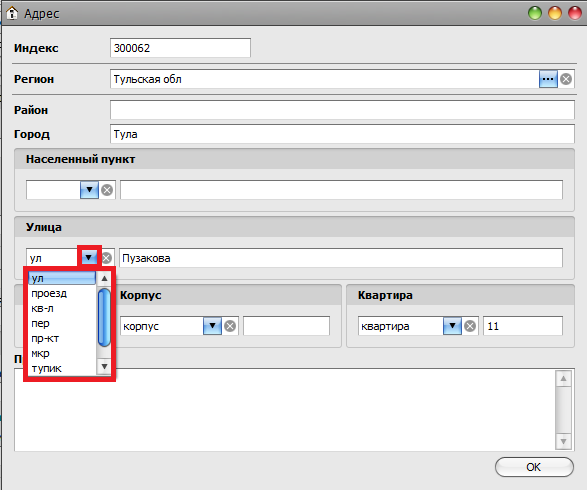 Адрес
Индекс 300062
Регион Тульская обл ...
Район
Город Тула
Населенный пункт
Улица
ул Пузакова
ул
проезд
кв-л
пер
пр-кт
мкр
тупик
Корпус
корпус
Квартира
квартира 11
П
OK